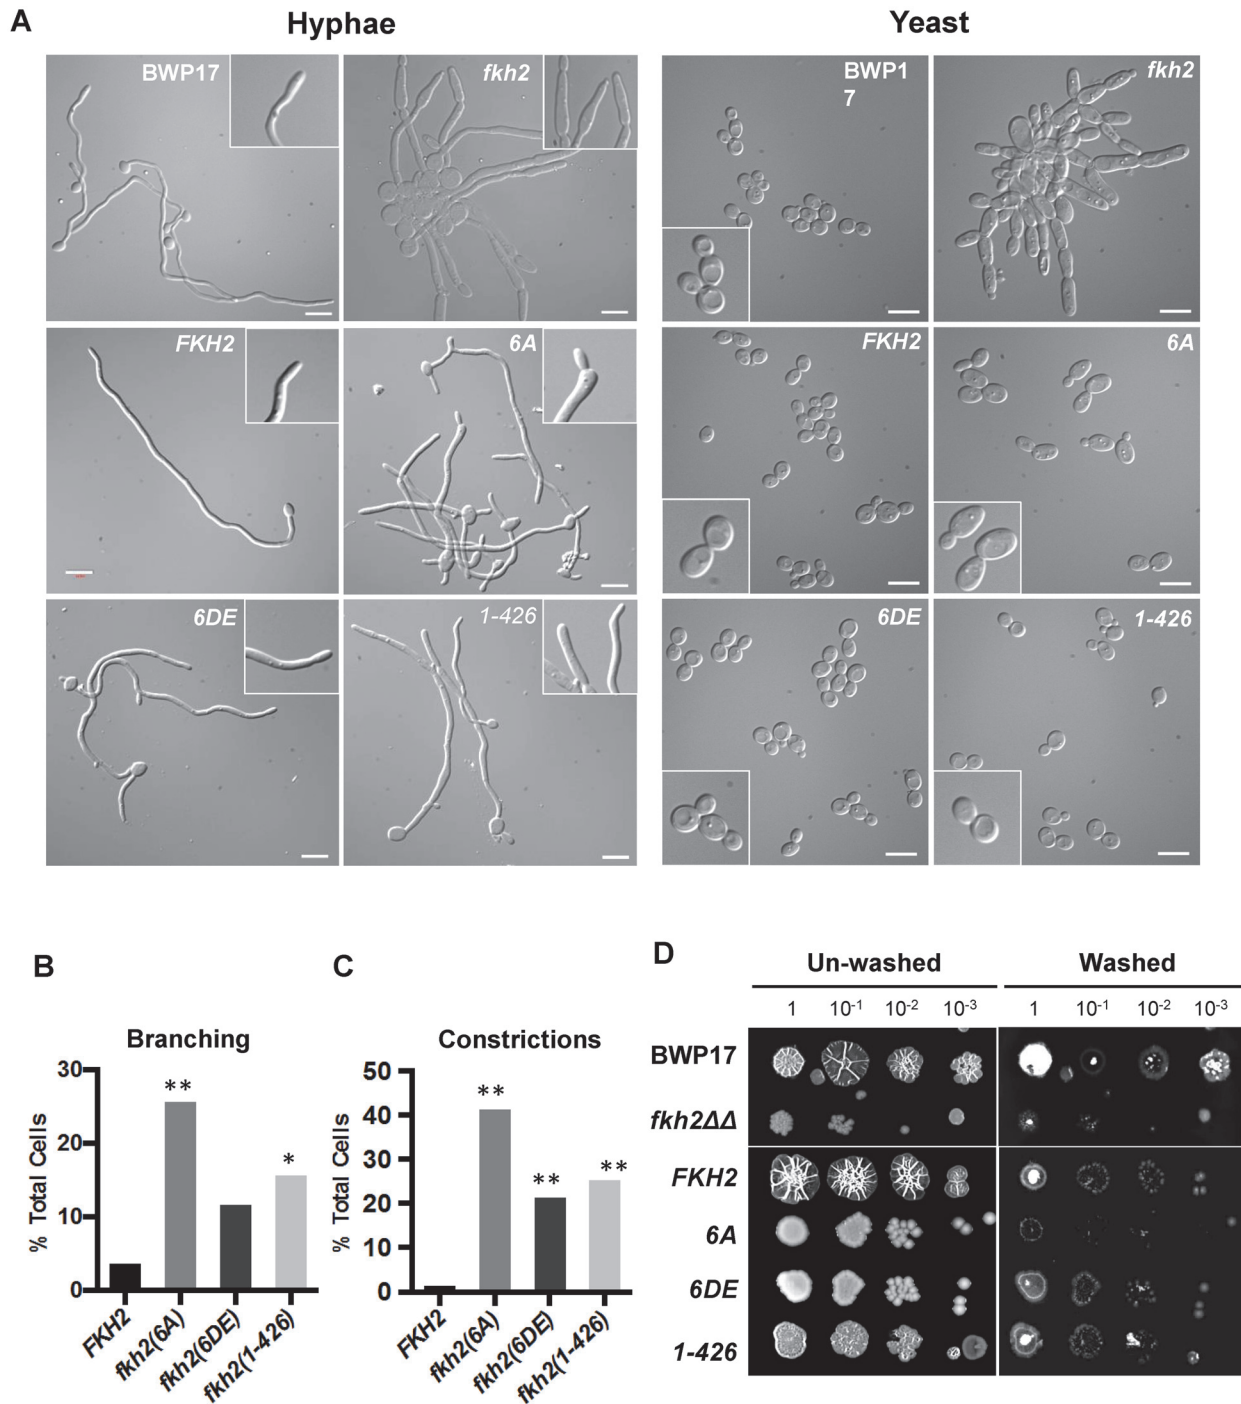 A
Hyphae
Yeast
BWP17
fkh2
BWP1
7
fkh2
FKH2
6A
FKH2
6A
6DE
1-426
6DE
1-426
B
Branching
% Total Cells
30
20
10
0
**
*
FKH2
fkh2(6A)
fkh2(6DE)
fkh2(1-426)
C
Constrictions
% Total Cells
50
40
30
20
10
0
**
**
**
FKH2
fkh2(6A)
fkh2(6DE)
fkh2(1-426)
D
Un-washed
Washed
1 10⁻¹ 10⁻² 10⁻³
1 10⁻¹ 10⁻² 10⁻³
BWP17
fkh2ΔΔ
FKH2
6A
6DE
1-426